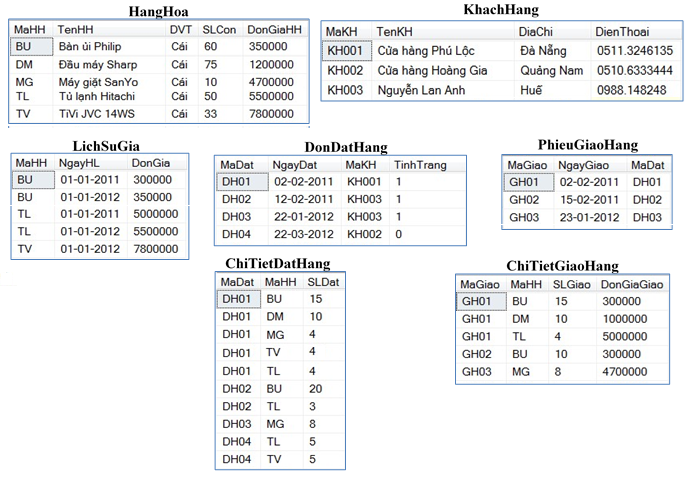 HangHoa
MaHH TenHH DVT SLCon DonGiaHH
BU Bàn ủi Philip Cái 60 350000
DM Đầu máy Sharp Cái 75 1200000
MG Máy giặt SanYo Cái 10 4700000
TL Tủ lạnh Hitachi Cái 50 5500000
TV TiVi JVC 14WS Cái 33 7800000
KhachHang
MaKH TenKH DiaChi DienThoai
KH001 Cửa hàng Phú Lộc Đà Nẵng 0511.3246135
KH002 Cửa hàng Hoàng Gia Quảng Nam 0510.6333444
KH003 Nguyễn Lan Anh Huế 0988.148248
LichSuGia
MaHH NgayHL DonGia
BU 01-01-2011 300000
BU 01-01-2012 350000
TL 01-01-2011 5000000
TL 01-01-2012 5500000
TV 01-01-2012 7800000
DonDatHang
MaDat NgayDat MaKH TinhTrang
DH01 02-02-2011 KH001 1
DH02 12-02-2011 KH003 1
DH03 22-01-2012 KH003 1
DH04 22-03-2012 KH002 0
PhieuGiaoHang
MaGiao NgayGiao MaDat
GH01 02-02-2011 DH01
GH02 15-02-2011 DH02
GH03 23-01-2012 DH03
ChiTietDatHang
MaDat MaHH SLDat
DH01 BU 15
DH01 DM 10
DH01 MG 4
DH01 TV 4
DH01 TL 4
DH02 BU 20
DH02 TL 3
DH03 MG 8
DH04 TL 5
DH04 TV 5
ChiTietGiaoHang
MaGiao MaHH SLGiao DonGiaGiao
GH01 BU 15 300000
GH01 DM 10 1000000
GH01 TL 4 5000000
GH02 BU 10 300000
GH03 MG 8 4700000